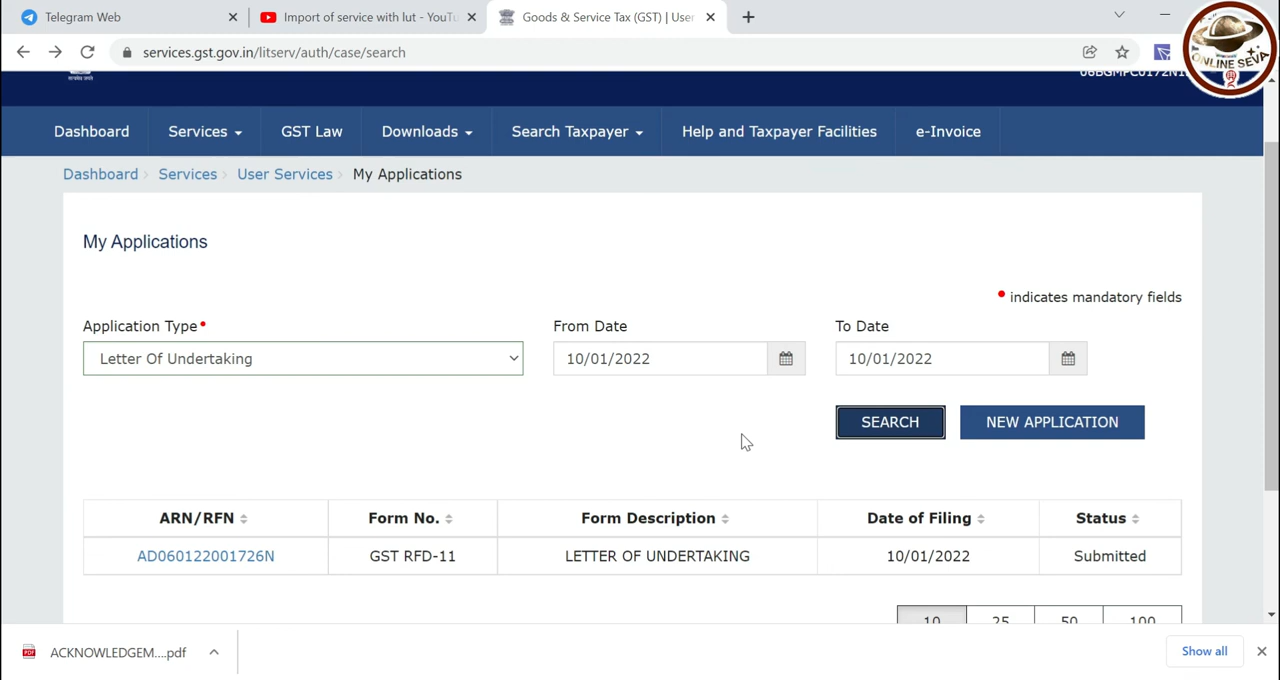 Telegram Web
Import of service with lut - YouTu
Goods & Service Tax (GST) | User
services.gst.gov.in/litserv/auth/case/search
ONLINE SEVA
Dashboard Services GST Law Downloads Search Taxpayer Help and Taxpayer Facilities e-Invoice
Dashboard Services User Services My Applications
My Applications
• indicates mandatory fields
Application Type• From Date To Date
Letter Of Undertaking 10/01/2022 10/01/2022
SEARCH NEW APPLICATION
ARN/RFN Form No. Form Description Date of Filing Status
AD060122001726N GST RFD-11 LETTER OF UNDERTAKING 10/01/2022 Submitted
10 25 50 100
ACKNOWLEDGEM....pdf Show all